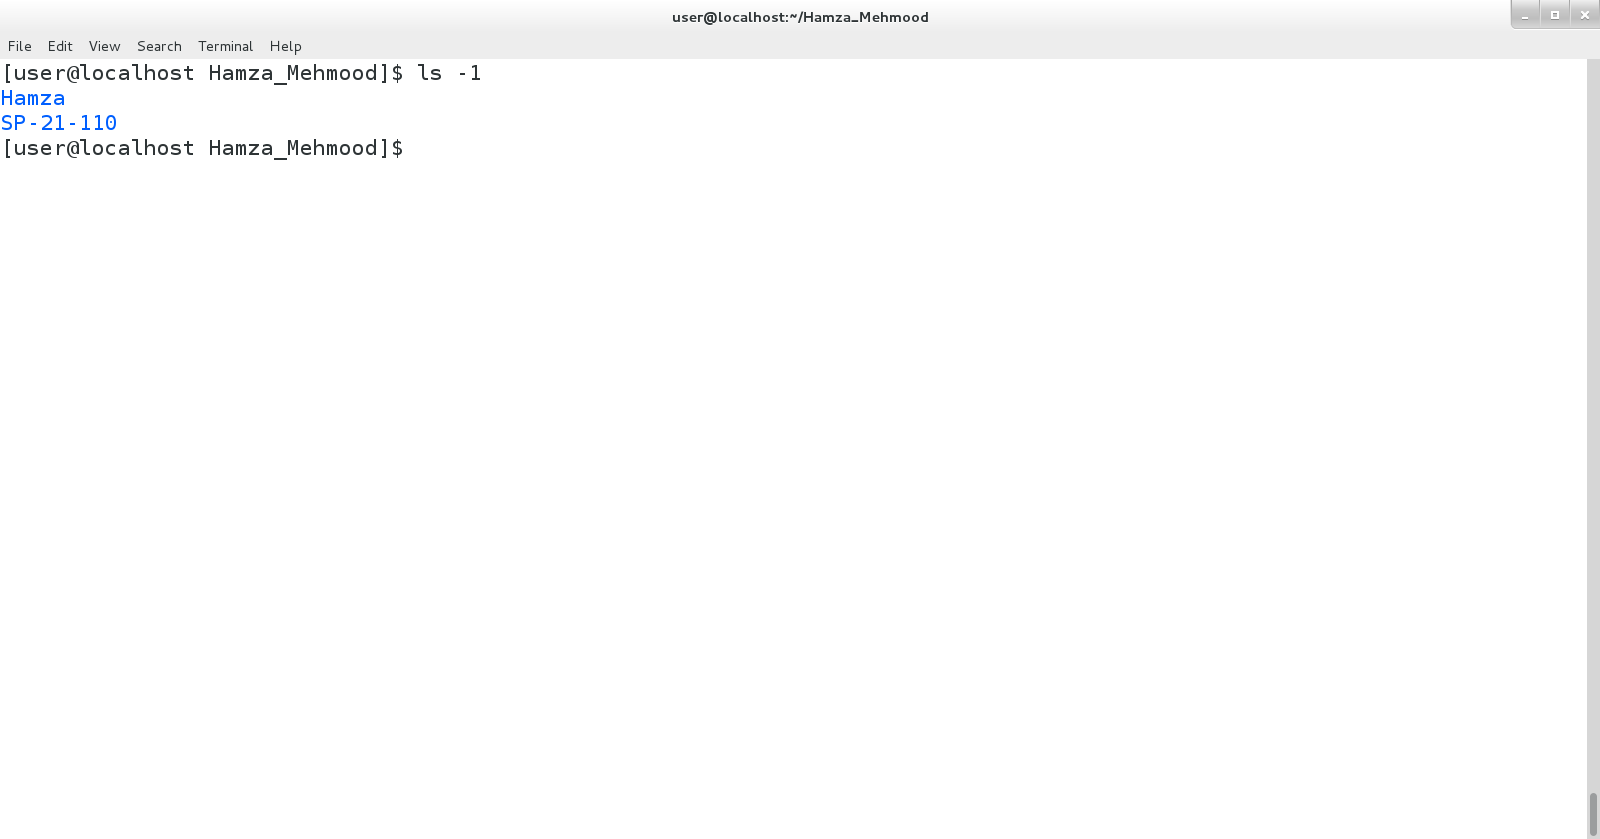 user@localhost:~/Hamza_Mehmood
File Edit View Search Terminal Help
[user@localhost Hamza_Mehmood]$ ls -1
Hamza
SP-21-110
[user@localhost Hamza_Mehmood]$